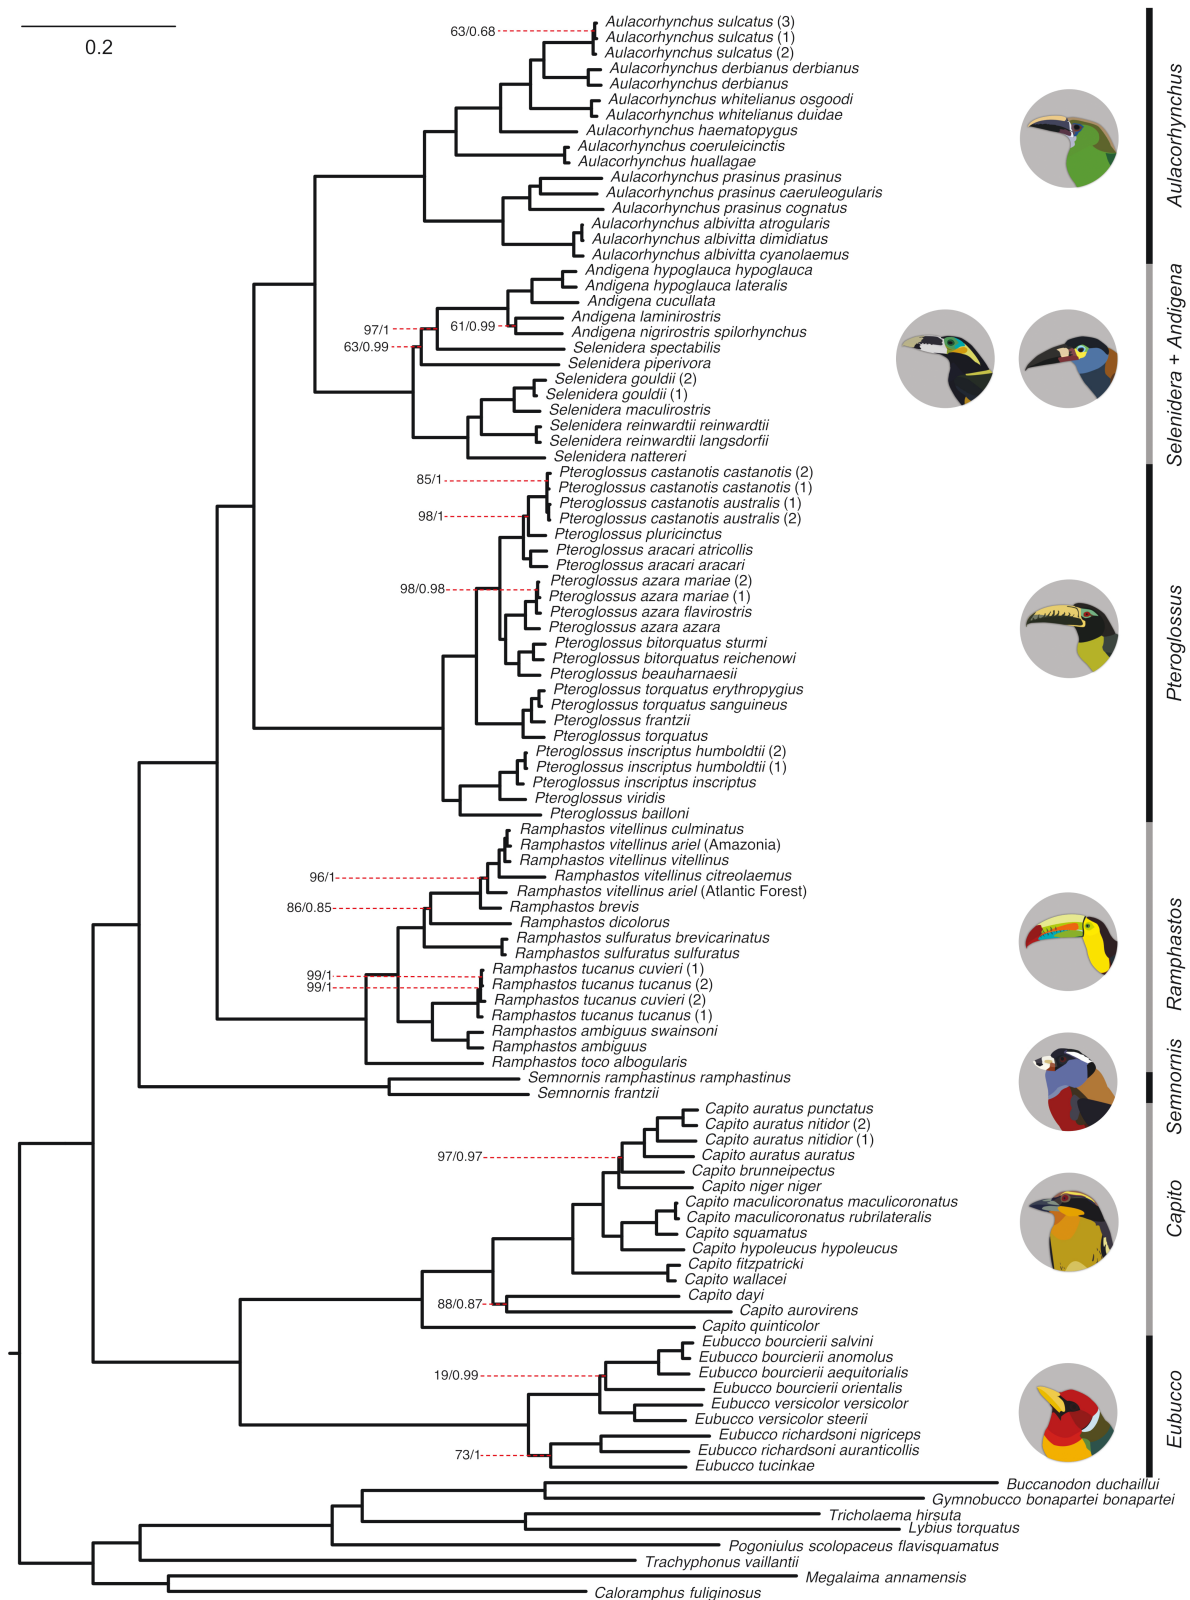 0.2
63/0.68
Aulacorhynchus sulcatus (3)
Aulacorhynchus sulcatus (1)
Aulacorhynchus sulcatus (2)
Aulacorhynchus derbianus derbianus
Aulacorhynchus derbianus
Aulacorhynchus whitelianus osgoodi
Aulacorhynchus whitelianus duidae
Aulacorhynchus haematopygus
Aulacorhynchus coeruleicinctis
Aulacorhynchus huallagae
Aulacorhynchus prasinus prasinus
Aulacorhynchus prasinus caeruleogularis
Aulacorhynchus prasinus cognatus
Aulacorhynchus albivitta atrogularis
Aulacorhynchus albivitta dimidiatus
Aulacorhynchus albivitta cyanolaemus
Aulacorhynchus
Andigena hypoglauca hypoglauca
Andigena hypoglauca lateralis
Andigena cucullata
Andigena laminirostris
61/0.99
97/1
Andigena nigrirostris spilorhynchus
63/0.99
Selenidera spectabilis
Selenidera piperivora
Selenidera gouldii (2)
Selenidera gouldii (1)
Selenidera maculirostris
Selenidera reinwardtii reinwardtii
Selenidera reinwardtii langsdorfii
Selenidera nattereri
Selenidera + Andigena
Pteroglossus castanotis castanotis (2)
85/1
Pteroglossus castanotis castanotis (1)
Pteroglossus castanotis australis (1)
98/1
Pteroglossus castanotis australis (2)
Pteroglossus pluricinctus
Pteroglossus aracari atricollis
Pteroglossus aracari aracari
Pteroglossus azara mariae (2)
98/0.98
Pteroglossus azara mariae (1)
Pteroglossus azara flavirostris
Pteroglossus azara azara
Pteroglossus bitorquatus sturmi
Pteroglossus bitorquatus reichenowi
Pteroglossus beauharnaesii
Pteroglossus torquatus erythropygius
Pteroglossus torquatus sanguineus
Pteroglossus frantzii
Pteroglossus torquatus
Pteroglossus inscriptus humboldtii (2)
Pteroglossus inscriptus humboldtii (1)
Pteroglossus inscriptus inscriptus
Pteroglossus viridis
Pteroglossus bailloni
Pteroglossus
Ramphastos vitellinus culminatus
Ramphastos vitellinus ariel (Amazonia)
Ramphastos vitellinus vitellinus
96/1
Ramphastos vitellinus citreolaemus
Ramphastos vitellinus ariel (Atlantic Forest)
86/0.85
Ramphastos brevis
Ramphastos dicolorus
Ramphastos sulfuratus brevicarinatus
Ramphastos sulfuratus sulfuratus
Ramphastos tucanus cuvieri (1)
99/1
Ramphastos tucanus tucanus (2)
99/1
Ramphastos tucanus cuvieri (2)
Ramphastos tucanus tucanus (1)
Ramphastos ambiguus swainsoni
Ramphastos ambiguus
Ramphastos toco albogularis
Ramphastos
Semnornis ramphastinus ramphastinus
Semnornis frantzii
Semnornis
Capito auratus punctatus
Capito auratus nitidor (2)
Capito auratus nitidior (1)
Capito auratus auratus
97/0.97
Capito brunneipectus
Capito niger niger
Capito maculicoronatus maculicoronatus
Capito maculicoronatus rubrilateralis
Capito squamatus
Capito hypoleucus hypoleucus
Capito fitzpatricki
Capito wallacei
Capito dayi
88/0.87
Capito aurovirens
Capito quinticolor
Capito
Eubucco bourcierii salvini
Eubucco bourcierii anomolus
Eubucco bourcierii aequitorialis
19/0.99
Eubucco bourcierii orientalis
Eubucco versicolor versicolor
Eubucco versicolor steerii
Eubucco richardsoni nigriceps
Eubucco richardsoni auranticollis
73/1
Eubucco tucinkae
Eubucco
Buccanodon duchaillui
Gymnobucco bonapartei bonapartei
Tricholaema hirsuta
Lybius torquatus
Pogoniulus scolopaceus flavisquamatus
Trachyphonus vaillantii
Megalaima annamensis
Caloramphus fuliginosus